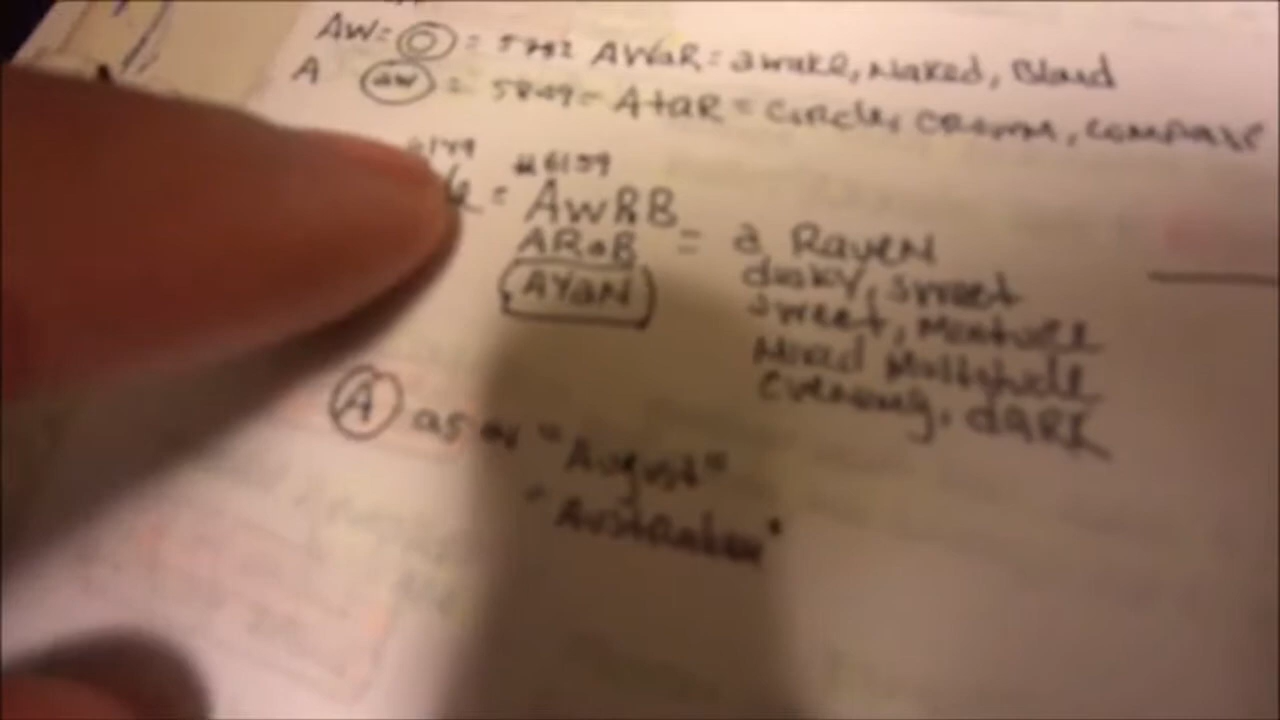 AW= O = 5782 AWaR = awake, Naked, Blind
A aw = 5849 = AtaR = circle, crown, compass
#6159
= AWRB
ARaB = a Raven
AYaN dusky, sweet
sweet, Mixture
Mixed Multitude
evening, dark
A as in "August"
"Australia"